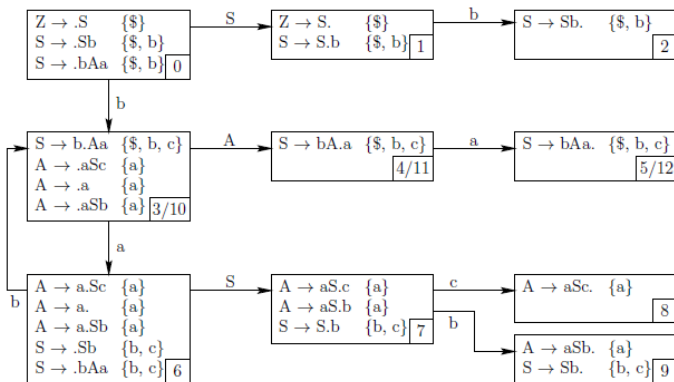 Z → .S {$}
S → .Sb {$, b}
S → .bAa {$, b} 0
S
Z → S. {$}
S → S.b {$, b} 1
b
S → Sb. {$, b}
2
b
S → b.Aa {$, b, c}
A → .aSc {a}
A → .a {a}
A → .aSb {a} 3/10
A
S → bA.a {$, b, c}
4/11
a
S → bAa. {$, b, c}
5/12
a
b
A → a.Sc {a}
A → a. {a}
A → a.Sb {a}
S → .Sb {b, c}
S → .bAa {b, c} 6
S
A → aS.c {a}
A → aS.b {a}
S → S.b {b, c} 7
c
A → aSc. {a}
8
b
A → aSb. {a}
S → Sb. {b, c} 9